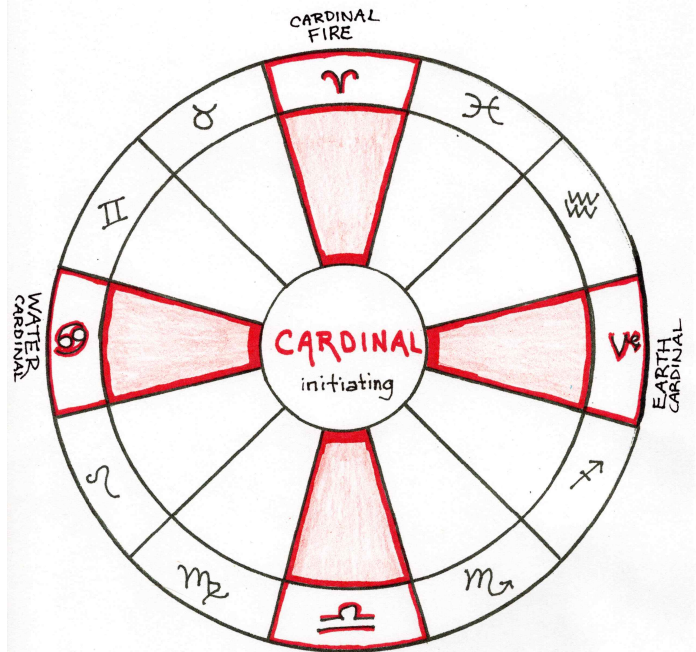 CARDINAL
FIRE
♈
♉
♓
♊
♒
WATER
CARDINAL
♋
CARDINAL
initiating
♑
EARTH
CARDINAL
♌
♐
♍
♏
♎